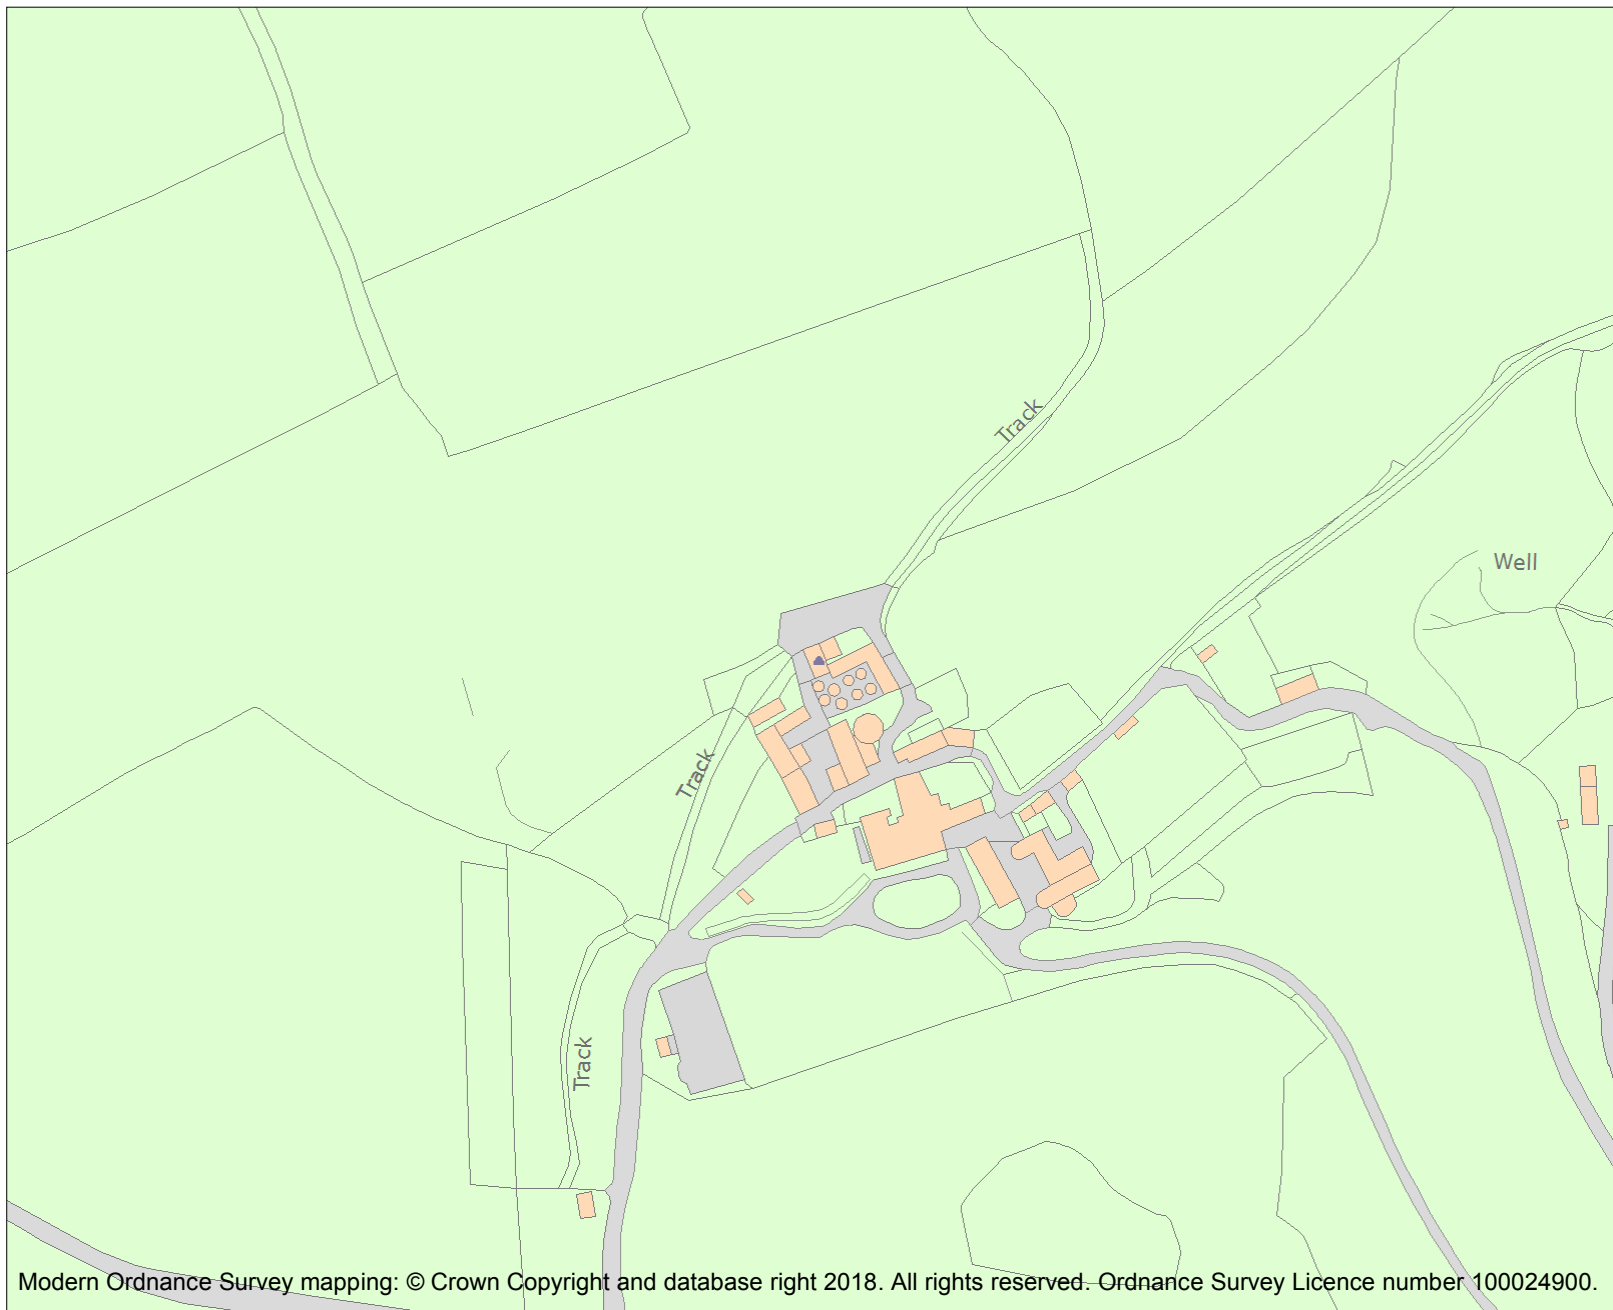 Track
Well
Track
Track
Modern Ordnance Survey mapping: © Crown Copyright and database right 2018. All rights reserved. Ordnance Survey Licence number 100024900.